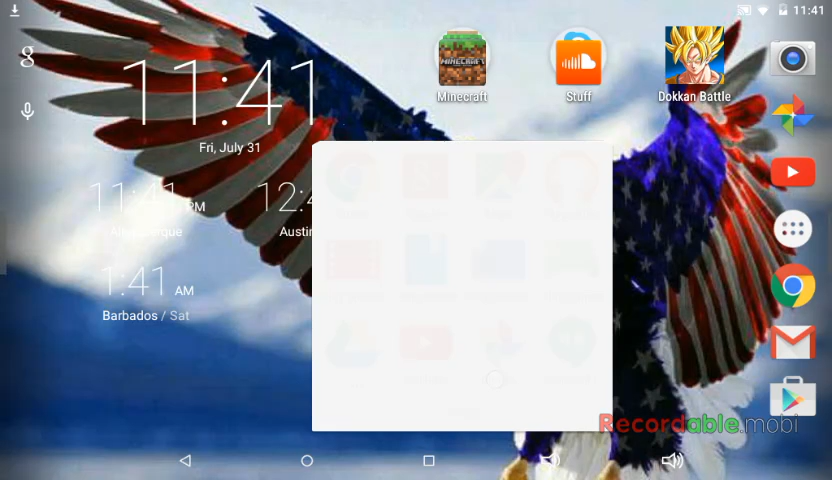 11:41
g
11:41
Fri, July 31
MINECRAFT
Minecraft
Stuff
Dokkan Battle
11:41 PM
Albuquerque
12:4
Austin
1:41 AM
Barbados / Sat
Recordable.mobi